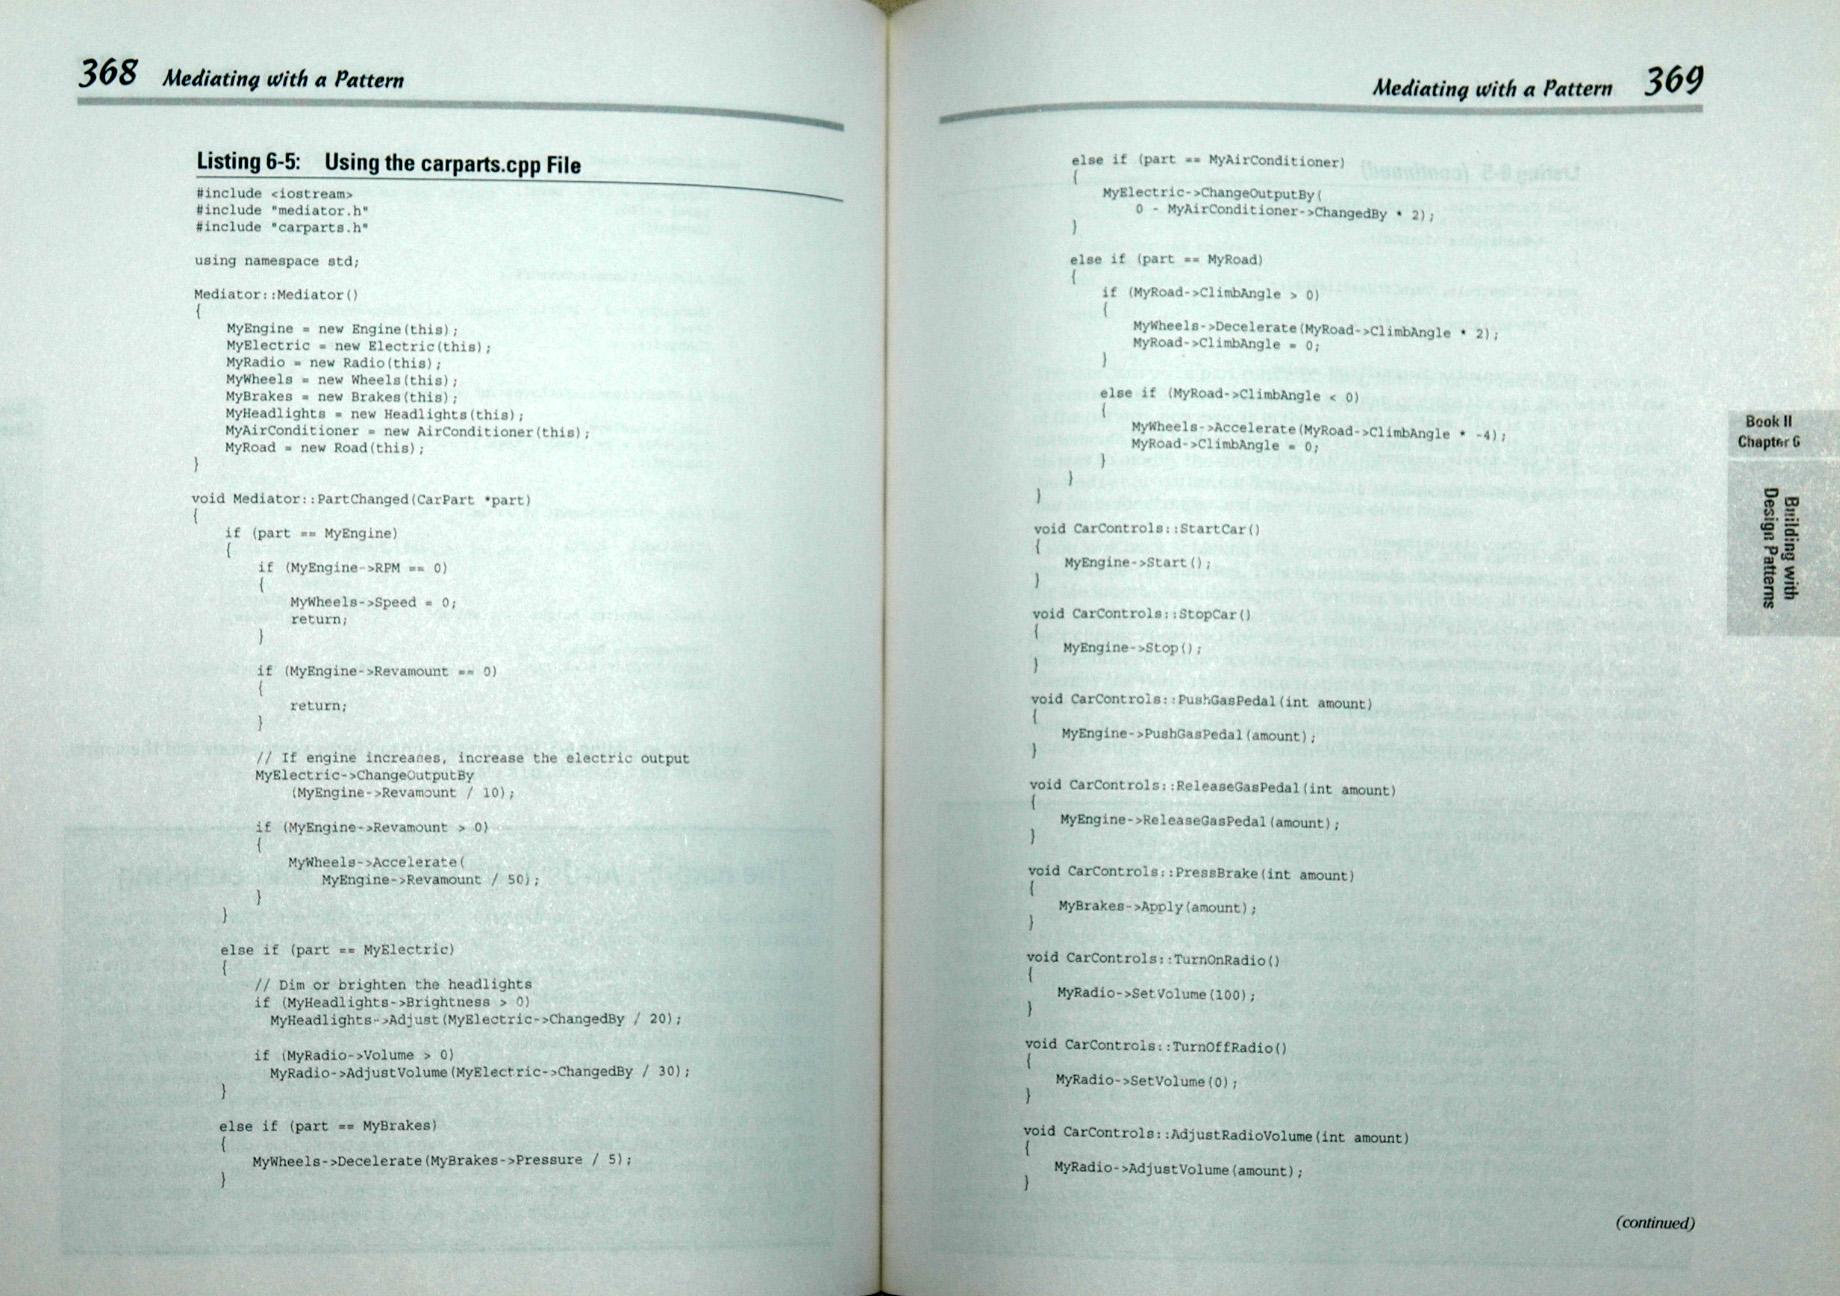 368 Mediating with a Pattern
Listing 6-5: Using the carparts.cpp File
#include <iostream>
#include "mediator.h"
#include "carparts.h"
using namespace std;
Mediator::Mediator()
{
MyEngine = new Engine(this);
MyElectric = new Electric(this);
MyRadio = new Radio(this);
MyWheels = new Wheels(this);
MyBrakes = new Brakes(this);
MyHeadlights = new Headlights(this);
MyAirConditioner = new AirConditioner(this);
MyRoad = new Road(this);
}
void Mediator::PartChanged(CarPart *part)
{
if (part == MyEngine)
{
if (MyEngine->RPM == 0)
{
MyWheels->Speed = 0;
return;
}
if (MyEngine->Revamount == 0)
{
return;
}
// If engine increases, increase the electric output
MyElectric->ChangeOutputBy
(MyEngine->Revamount / 10);
if (MyEngine->Revamount > 0)
{
MyWheels->Accelerate(
MyEngine->Revamount / 50);
}
}
else if (part == MyElectric)
{
// Dim or brighten the headlights
if (MyHeadlights->Brightness > 0)
MyHeadlights->Adjust(MyElectric->ChangedBy / 20);
if (MyRadio->Volume > 0)
MyRadio->AdjustVolume(MyElectric->ChangedBy / 30);
}
else if (part == MyBrakes)
{
MyWheels->Decelerate(MyBrakes->Pressure / 5);
}
Mediating with a Pattern 369
else if (part == MyAirConditioner)
{
MyElectric->ChangeOutputBy(
0 - MyAirConditioner->ChangedBy * 2);
}
else if (part == MyRoad)
{
if (MyRoad->ClimbAngle > 0)
{
MyWheels->Decelerate(MyRoad->ClimbAngle * 2);
MyRoad->ClimbAngle = 0;
}
else if (MyRoad->ClimbAngle < 0)
{
MyWheels->Accelerate(MyRoad->ClimbAngle * -4);
MyRoad->ClimbAngle = 0;
}
}
}
void CarControls::StartCar()
{
MyEngine->Start();
}
void CarControls::StopCar()
{
MyEngine->Stop();
}
void CarControls::PushGasPedal(int amount)
{
MyEngine->PushGasPedal(amount);
}
void CarControls::ReleaseGasPedal(int amount)
{
MyEngine->ReleaseGasPedal(amount);
}
void CarControls::PressBrake(int amount)
{
MyBrakes->Apply(amount);
}
void CarControls::TurnOnRadio()
{
MyRadio->SetVolume(100);
}
void CarControls::TurnOffRadio()
{
MyRadio->SetVolume(0);
}
void CarControls::AdjustRadioVolume(int amount)
{
MyRadio->AdjustVolume(amount);
}
(continued)
Book II
Chapter 6
Building with
Design Patterns